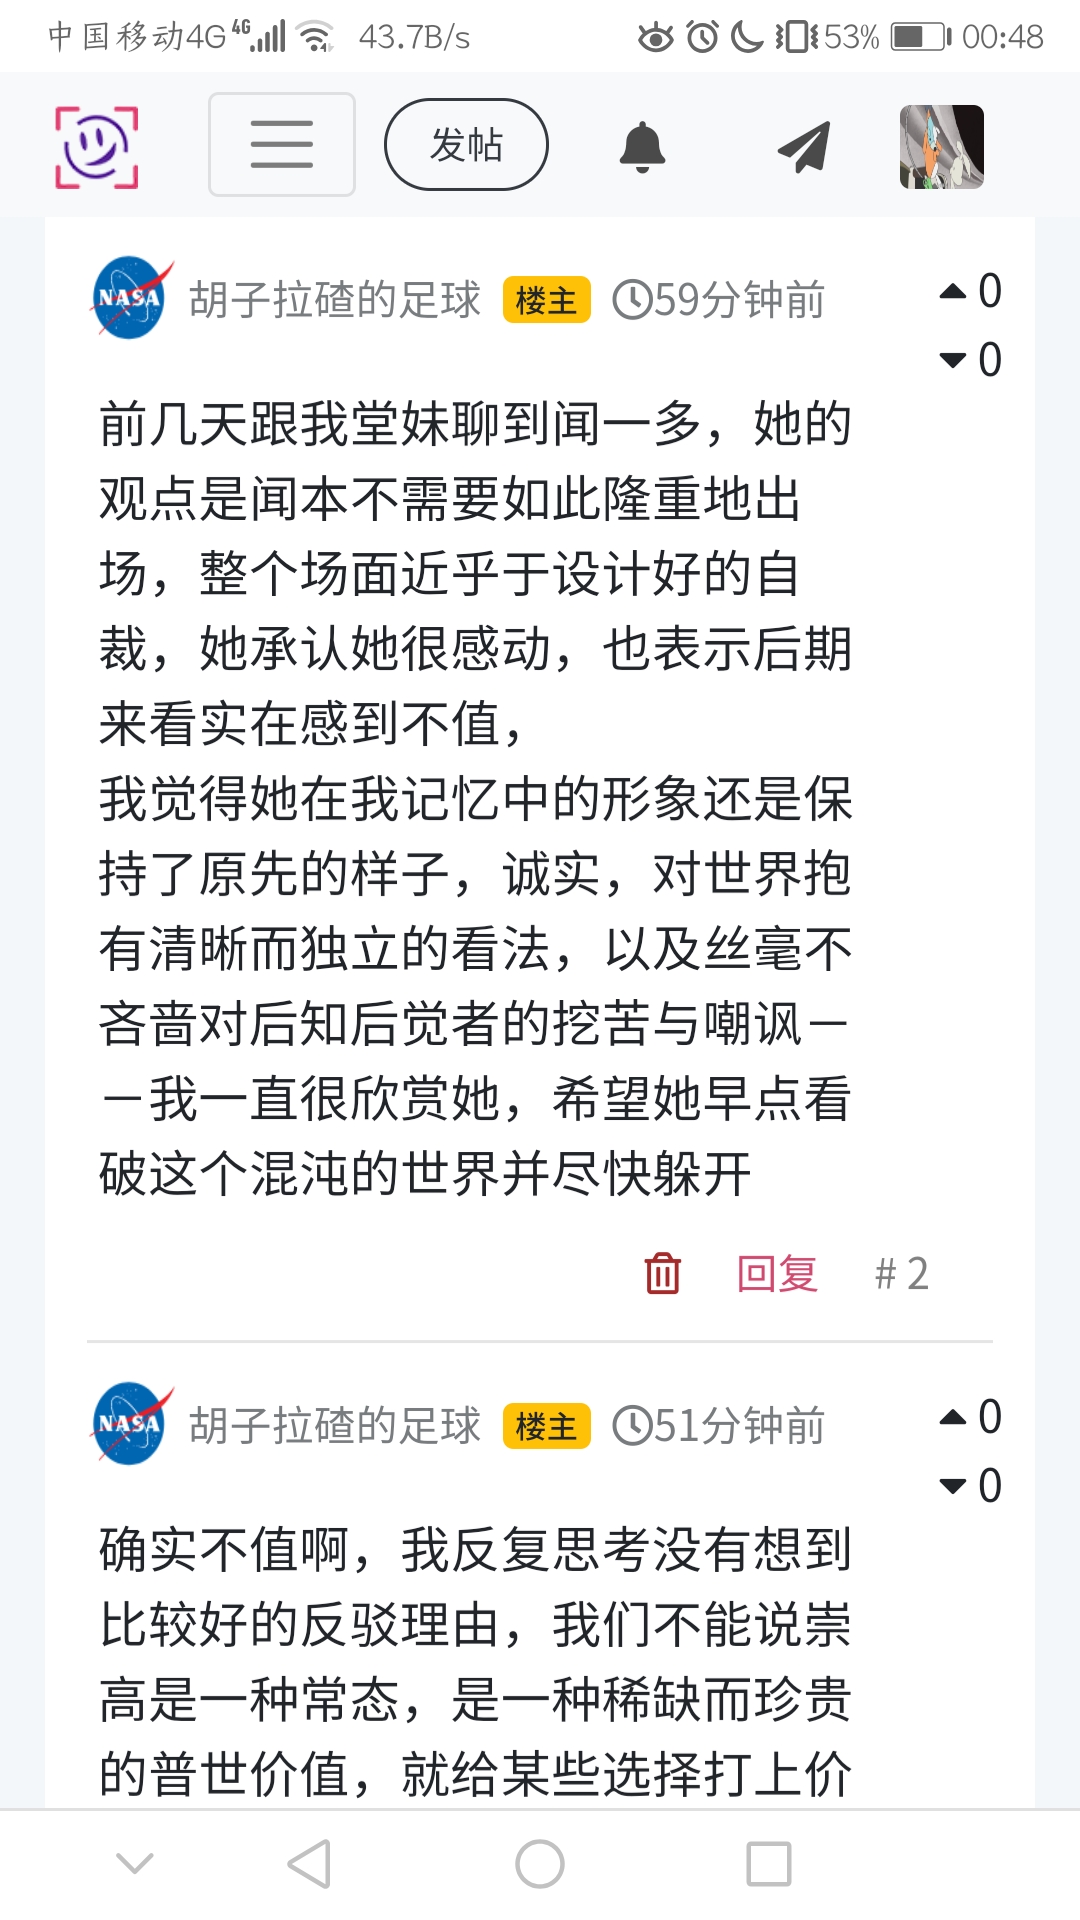 中国移动4G 4G 43.7B/s 53% 00:48
发帖
NASA 胡子拉碴的足球 楼主 59分钟前 0
0
前几天跟我堂妹聊到闻一多，她的
观点是闻本不需要如此隆重地出
场，整个场面近乎于设计好的自
裁，她承认她很感动，也表示后期
来看实在感到不值，
我觉得她在我记忆中的形象还是保
持了原先的样子，诚实，对世界抱
有清晰而独立的看法，以及丝毫不
吝啬对后知后觉者的挖苦与嘲讽－
－我一直很欣赏她，希望她早点看
破这个混沌的世界并尽快躲开
回复 # 2
NASA 胡子拉碴的足球 楼主 51分钟前 0
0
确实不值啊，我反复思考没有想到
比较好的反驳理由，我们不能说崇
高是一种常态，是一种稀缺而珍贵
的普世价值，就给某些选择打上价